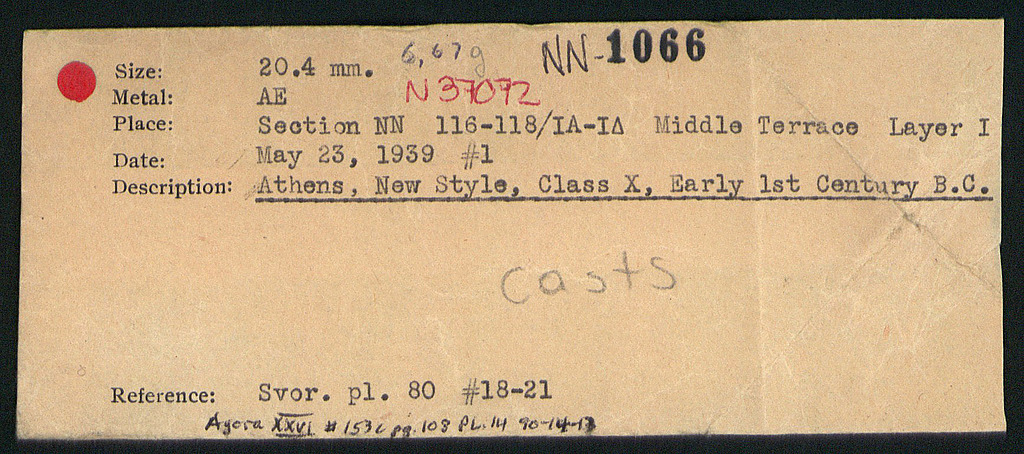 6,67g NN-1066
Size: 20.4 mm.
N 37072
Metal: AE
Place: Section NN 116-118/ΙΑ-ΙΔ Middle Terrace Layer I
Date: May 23, 1939 #1
Description: Athens, New Style, Class X, Early 1st Century B.C.
casts
Reference: Svor. pl. 80 #18-21
Agora XXVI # 153c pg. 108 PL. 14